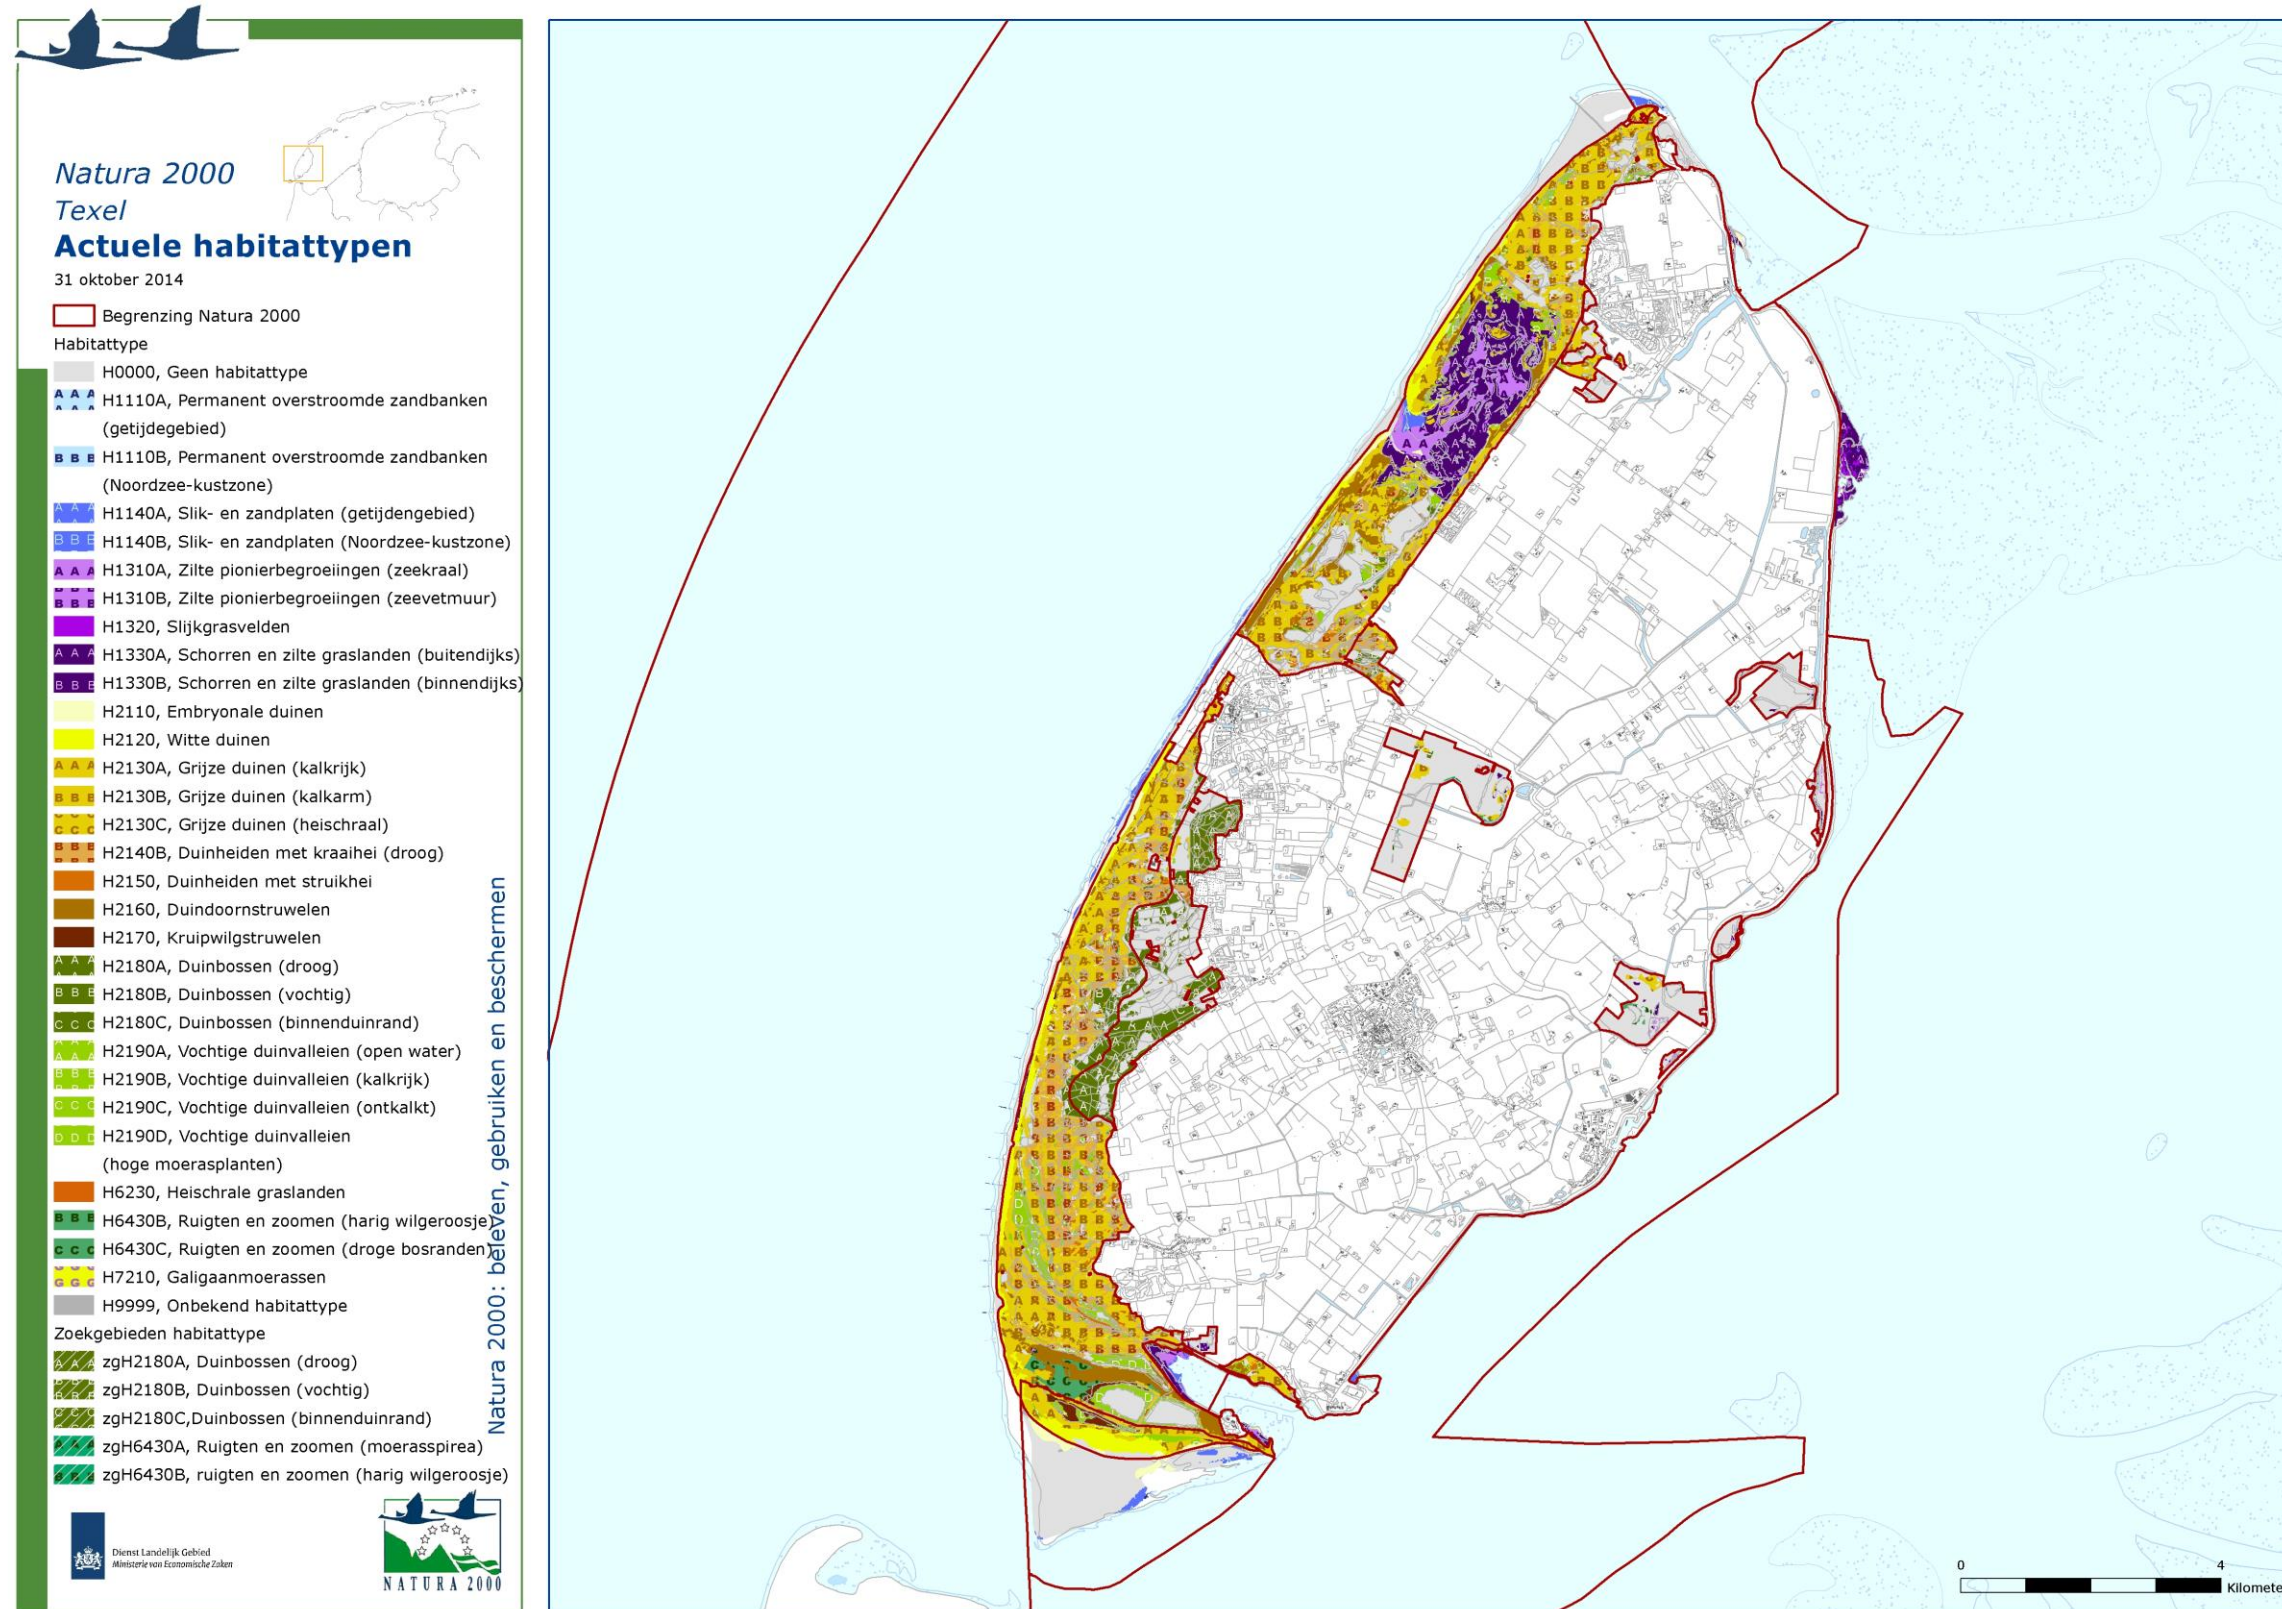 Natura 2000
Texel
Actuele habitattypen
31 oktober 2014
Begrenzing Natura 2000
Habitattype
H0000, Geen habitattype
A A A H1110A, Permanent overstroomde zandbanken
(getijdegebied)
B B B H1110B, Permanent overstroomde zandbanken
(Noordzee-kustzone)
A A A H1140A, Slik- en zandplaten (getijdengebied)
B B B H1140B, Slik- en zandplaten (Noordzee-kustzone)
A A A H1310A, Zilte pionierbegroeiingen (zeekraal)
B B B H1310B, Zilte pionierbegroeiingen (zeevetmuur)
H1320, Slijkgrasvelden
A A A H1330A, Schorren en zilte graslanden (buitendijks)
B B B H1330B, Schorren en zilte graslanden (binnendijks)
H2110, Embryonale duinen
H2120, Witte duinen
A A A H2130A, Grijze duinen (kalkrijk)
B B B H2130B, Grijze duinen (kalkarm)
C C C H2130C, Grijze duinen (heischraal)
B B B H2140B, Duinheiden met kraaihei (droog)
H2150, Duinheiden met struikhei
H2160, Duindoornstruwelen
H2170, Kruipwilgstruwelen
A A A H2180A, Duinbossen (droog)
B B B H2180B, Duinbossen (vochtig)
C C C H2180C, Duinbossen (binnenduinrand)
A A A H2190A, Vochtige duinvalleien (open water)
B B B H2190B, Vochtige duinvalleien (kalkrijk)
C C C H2190C, Vochtige duinvalleien (ontkalkt)
D D D H2190D, Vochtige duinvalleien
(hoge moerasplanten)
H6230, Heischrale graslanden
B B B H6430B, Ruigten en zoomen (harig wilgeroosje)
C C C H6430C, Ruigten en zoomen (droge bosranden)
G G G H7210, Galigaanmoerassen
H9999, Onbekend habitattype
Zoekgebieden habitattype
A A A zgH2180A, Duinbossen (droog)
B B B zgH2180B, Duinbossen (vochtig)
C C C zgH2180C,Duinbossen (binnenduinrand)
A A A zgH6430A, Ruigten en zoomen (moerasspirea)
B B B zgH6430B, ruigten en zoomen (harig wilgeroosje)
Natura 2000: beleven, gebruiken en beschermen
Dienst Landelijk Gebied
Ministerie van Economische Zaken
NATURA 2000
0 4
Kilomete